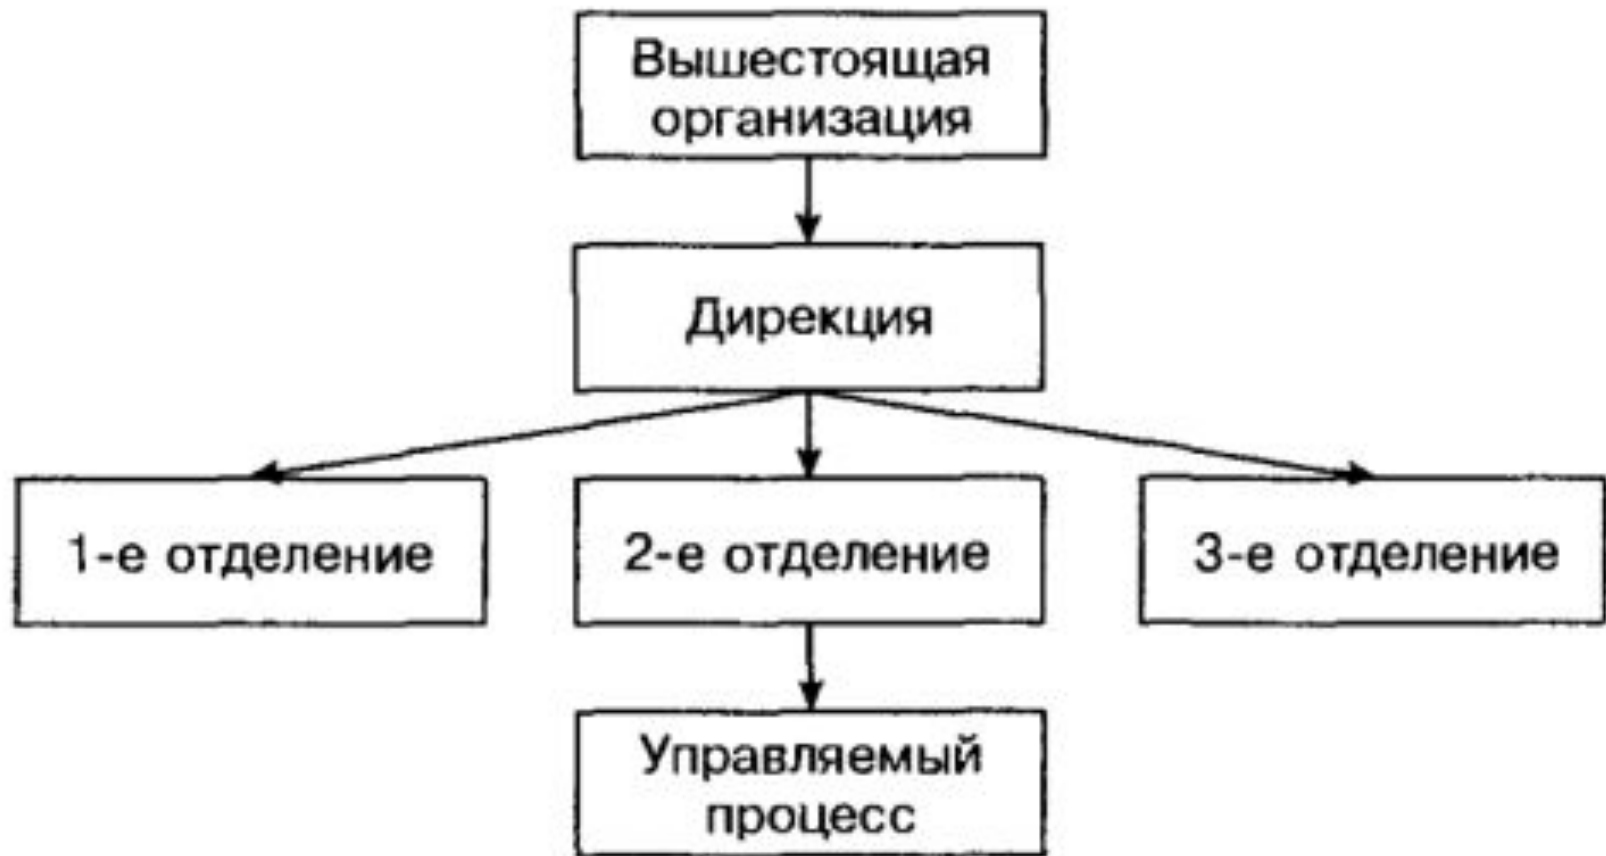 Вышестоящая
организация
Дирекция
1-е отделение
2-е отделение
3-е отделение
Управляемый
процесс